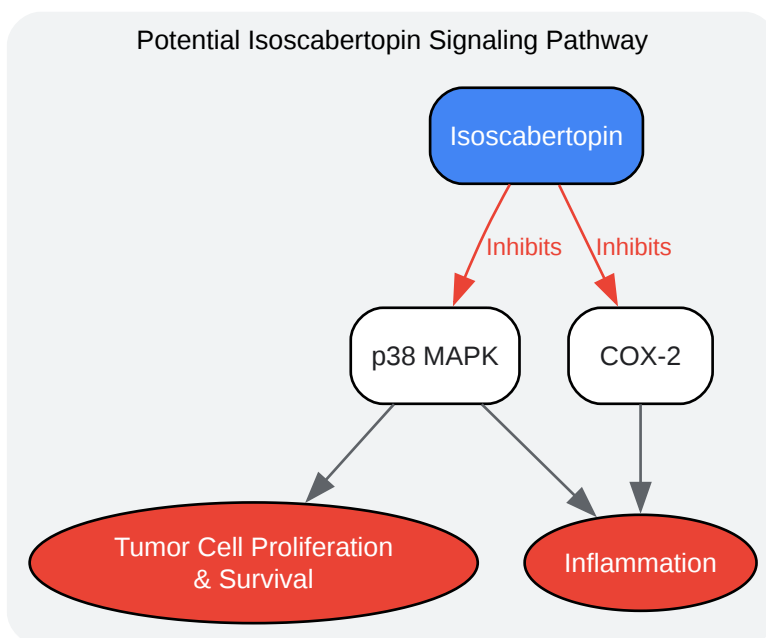 Potential Isoscabertopin Signaling Pathway
Isoscabertopin
Inhibits
Inhibits
p38 MAPK
COX-2
Tumor Cell Proliferation
& Survival
Inflammation